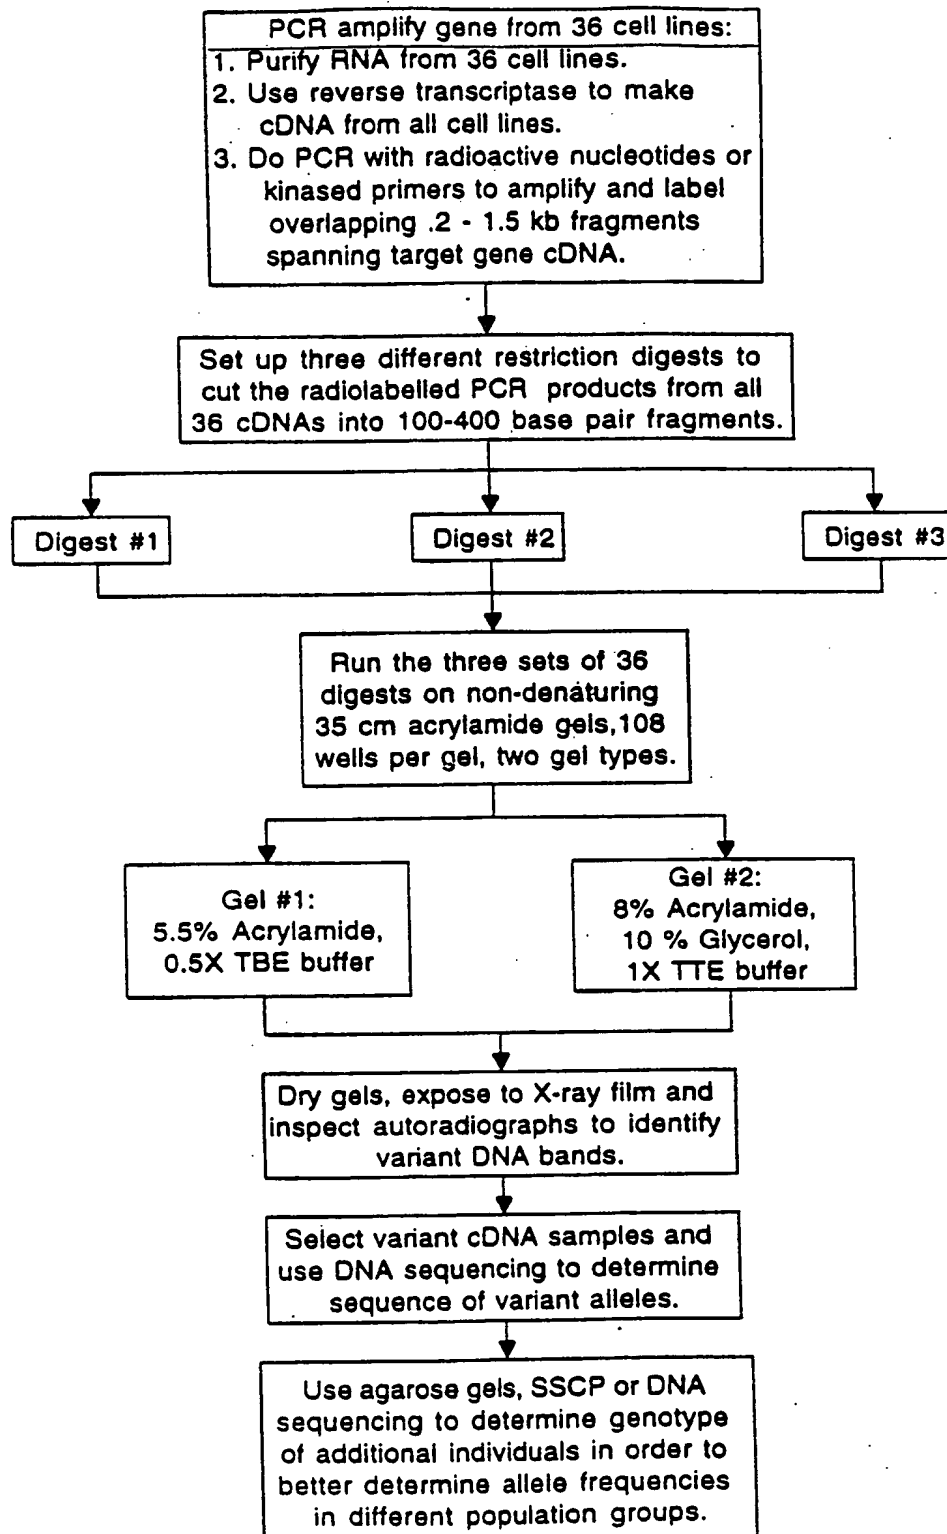 PCR amplify gene from 36 cell lines:
1. Purify RNA from 36 cell lines.
2. Use reverse transcriptase to make
cDNA from all cell lines.
3. Do PCR with radioactive nucleotides or
kinased primers to amplify and label
overlapping .2 - 1.5 kb fragments
spanning target gene cDNA.
Set up three different restriction digests to
cut the radiolabelled PCR products from all
36 cDNAs into 100-400 base pair fragments.
Digest #1
Digest #2
Digest #3
Run the three sets of 36
digests on non-denaturing
35 cm acrylamide gels,108
wells per gel, two gel types.
Gel #1:
5.5% Acrylamide,
0.5X TBE buffer
Gel #2:
8% Acrylamide,
10 % Glycerol,
1X TTE buffer
Dry gels, expose to X-ray film and
inspect autoradiographs to identify
variant DNA bands.
Select variant cDNA samples and
use DNA sequencing to determine
sequence of variant alleles.
Use agarose gels, SSCP or DNA
sequencing to determine genotype
of additional individuals in order to
better determine allele frequencies
in different population groups.